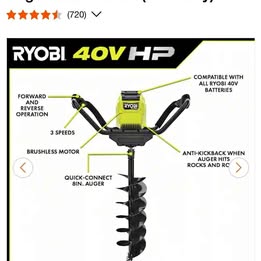 (720)
RYOBI 40V HP
COMPATIBLE WITH
ALL RYOBI 40V
BATTERIES
FORWARD
AND
REVERSE
OPERATION
RYOBI
3 SPEEDS
BRUSHLESS MOTOR
ANTI-KICKBACK WHEN
AUGER HITS
ROCKS AND
QUICK-CONNECT
8IN. AUGER